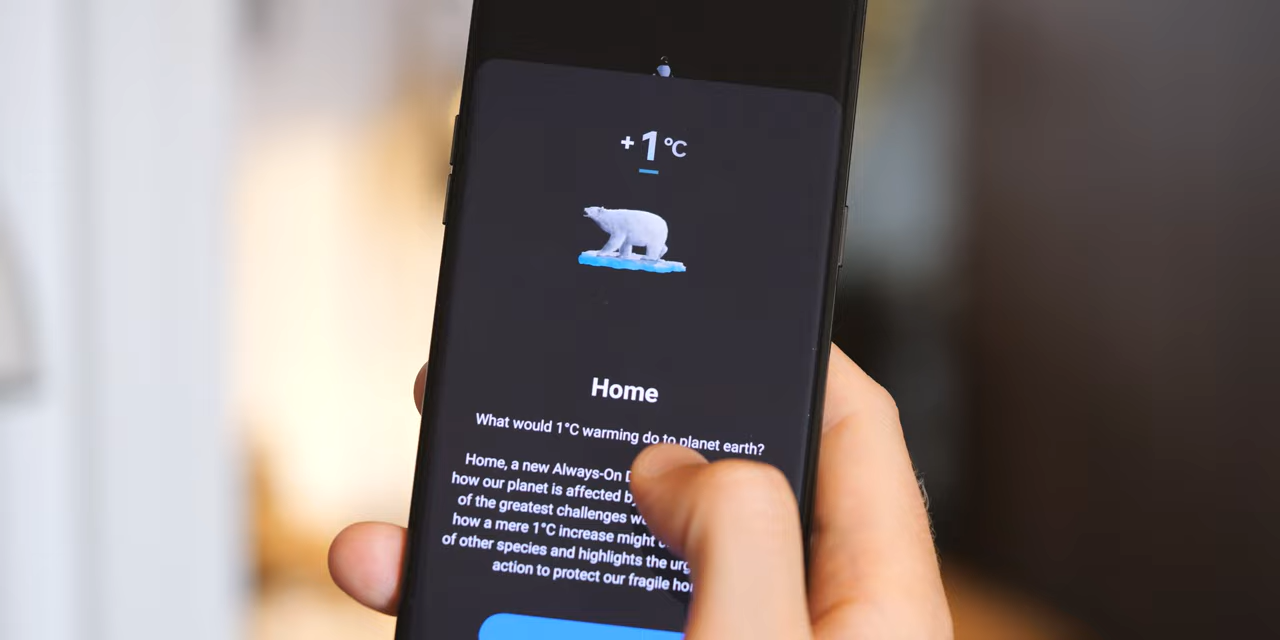 +1°C
Home
What would 1°C warming do to planet earth?
Home, a new Always-On
how our planet is affected by
of the greatest challenges
how a mere 1°C increase might
of other species and highlights the
action to protect our fragile